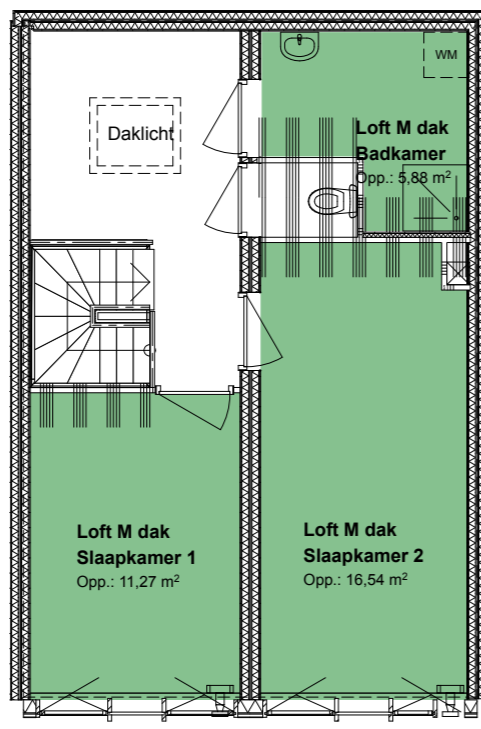 WM
Daklicht
Loft M dak
Badkamer
Opp.: 5,88 m²
Loft M dak
Slaapkamer 1
Opp.: 11,27 m²
Loft M dak
Slaapkamer 2
Opp.: 16,54 m²